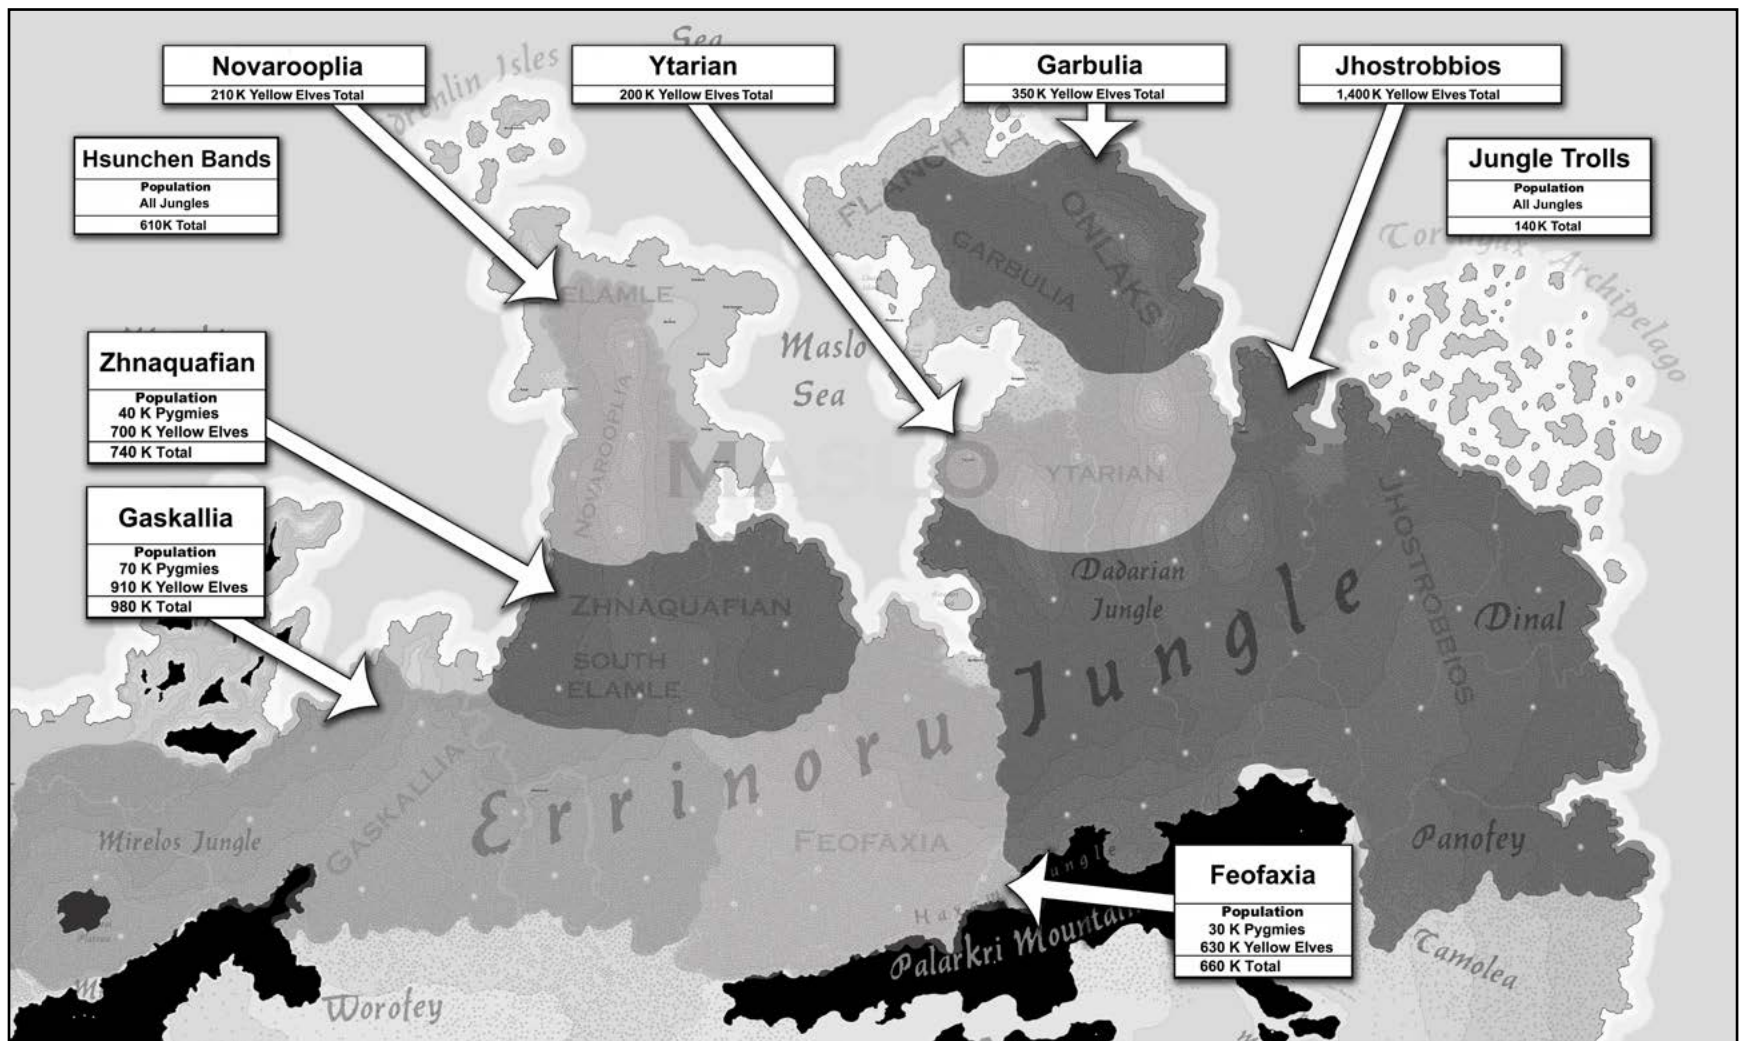 Sea
Novarooplia
210 K Yellow Elves Total
Ytarian
200 K Yellow Elves Total
Garbulia
350 K Yellow Elves Total
Jhostrobbios
1,400 K Yellow Elves Total
Isles
Hsunchen Bands
Population
All Jungles
610K Total
Jungle Trolls
Population
All Jungles
140 K Total
Archipelago
FLANCH
ONLAKS
GARBULIA
ELAMLE
Maslo
Sea
Zhnaquafian
Population
40 K Pygmies
700 K Yellow Elves
740 K Total
NOVAROOPLIA
MASLO
YTARIAN
JHOSTROBBIOS
Gaskallia
Population
70 K Pygmies
910 K Yellow Elves
980 K Total
Dadarian
Jungle
Dinal
ZHNAQUAFIAN
SOUTH
ELAMLE
Errinoru Jungle
GASKALLIA
Mirelos Jungle
FEOFAXIA
Panofey
Feofaxia
Population
30 K Pygmies
630 K Yellow Elves
660 K Total
Palarkri
Worofey
Tamolea